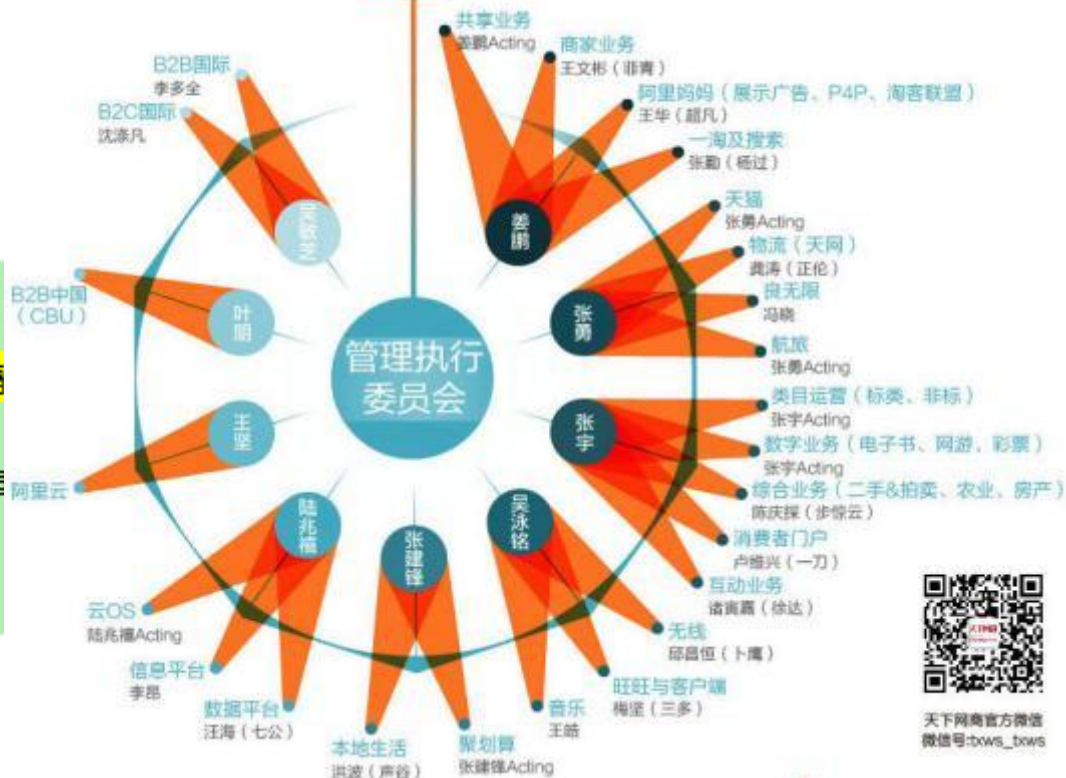 共享业务
姜鹏Acting
商家业务
王文彬（菲青）
阿里妈妈（展示广告、P4P、淘客联盟）
王华（超凡）
一淘及搜索
张勤（杨过）
天猫
张勇Acting
物流（天网）
龚涛（正伦）
良无限
冯晓
航旅
张勇Acting
类目运营（标类、非标）
张宇Acting
数字业务（电子书、网游、彩票）
张宇Acting
综合业务（二手&拍卖、农业、房产）
陈庆探（步惊云）
消费者门户
卢维兴（一刀）
互动业务
诸寅嘉（徐达）
无线
邱昌恒（卜鹰）
旺旺与客户端
梅坚（三多）
音乐
王皓
聚划算
张建锋Acting
本地生活
洪波（声谷）
数据平台
汪海（七公）
信息平台
李昂
云OS
陆兆禧Acting
阿里云
B2B中国
（CBU）
B2C国际
沈涤凡
B2B国际
李多全
姜鹏
张勇
张宇
吴泳铭
张建锋
陆兆禧
王坚
叶朋
吴敏芝
管理执行
委员会
天下网商官方微信
微信号:txws_txws